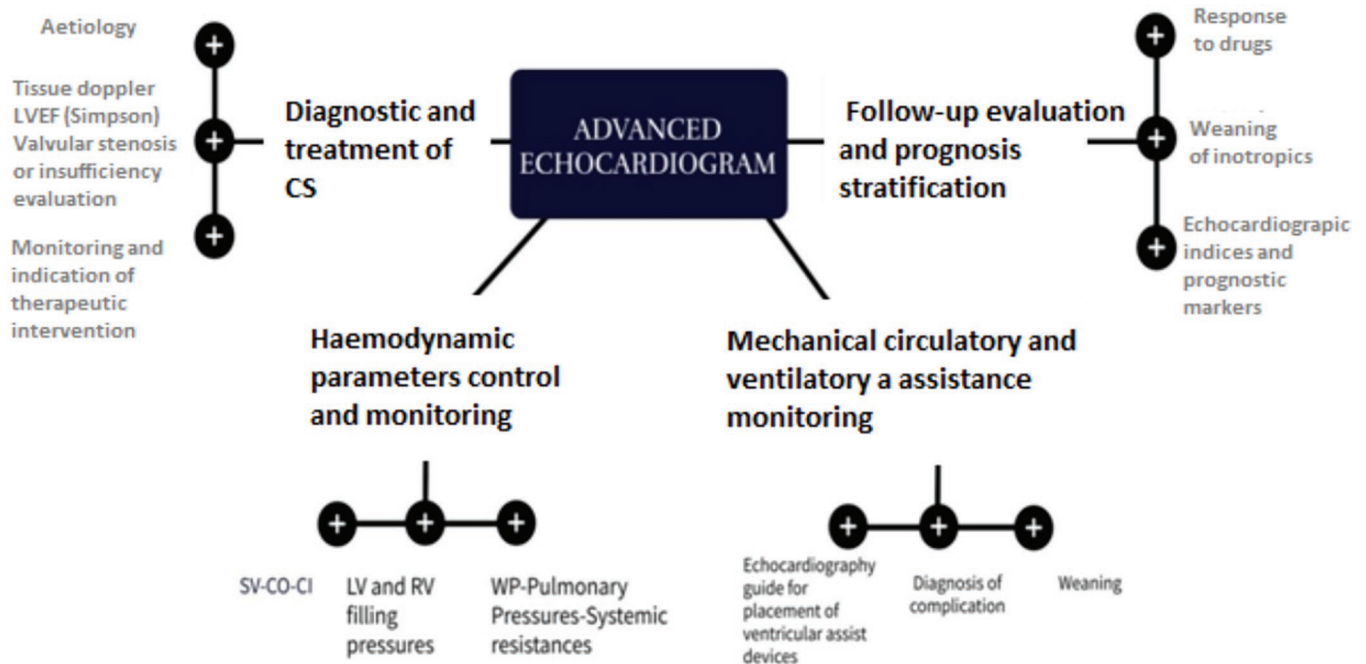 Aetiology
Tissue doppler
LVEF (Simpson)
Valvular stenosis
or insufficiency
evaluation
Monitoring and
indication of
therapeutic
intervention
Diagnostic and
treatment of
CS
ADVANCED
ECHOCARDIOGRAM
Follow-up evaluation
and prognosis
stratification
Response
to drugs
Weaning
of inotropics
Echocardiograpic
indices and
prognostic
markers
Haemodynamic
parameters control
and monitoring
SV-CO-CI
LV and RV
filling
pressures
WP-Pulmonary
Pressures-Systemic
resistances
Mechanical circulatory and
ventilatory a assistance
monitoring
Echocardiography
guide for
placement of
ventricular assist
devices
Diagnosis of
complication
Weaning